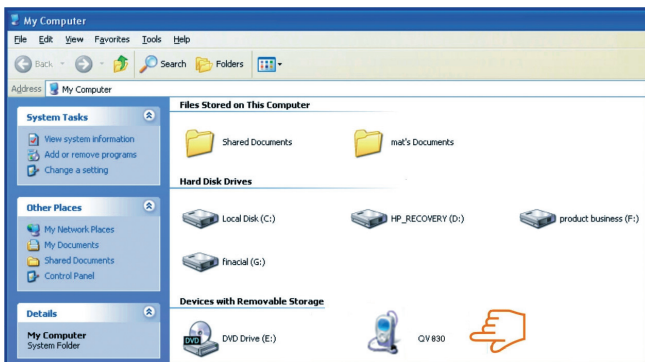 My Computer
File Edit View Favorites Tools Help
Back Search Folders
Address My Computer
System Tasks
View system information
Add or remove programs
Change a setting
Other Places
My Network Places
My Documents
Shared Documents
Control Panel
Details
My Computer
System Folder
Files Stored on This Computer
Shared Documents mat's Documents
Hard Disk Drives
Local Disk (C:) HP_RECOVERY (D:) product business (F:)
finacial (G:)
Devices with Removable Storage
DVD DVD Drive (E:) QV 830